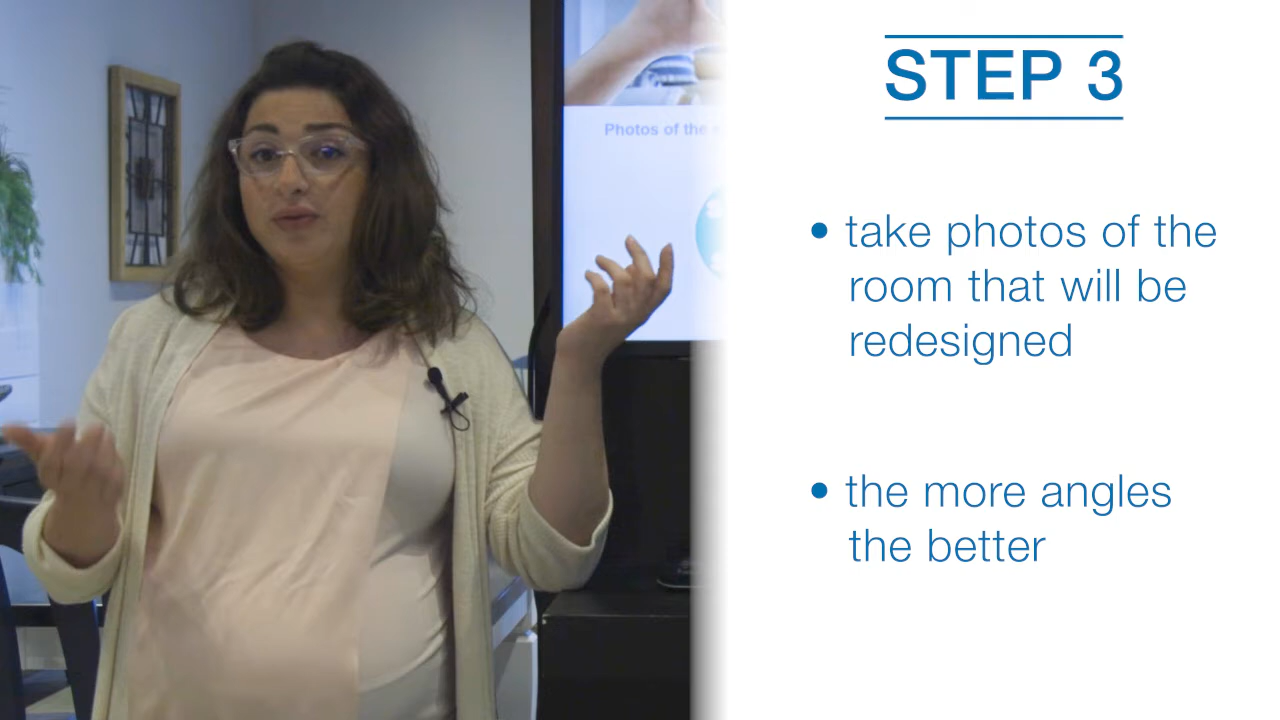 Photos of the
STEP 3
• take photos of the
room that will be
redesigned
• the more angles
the better